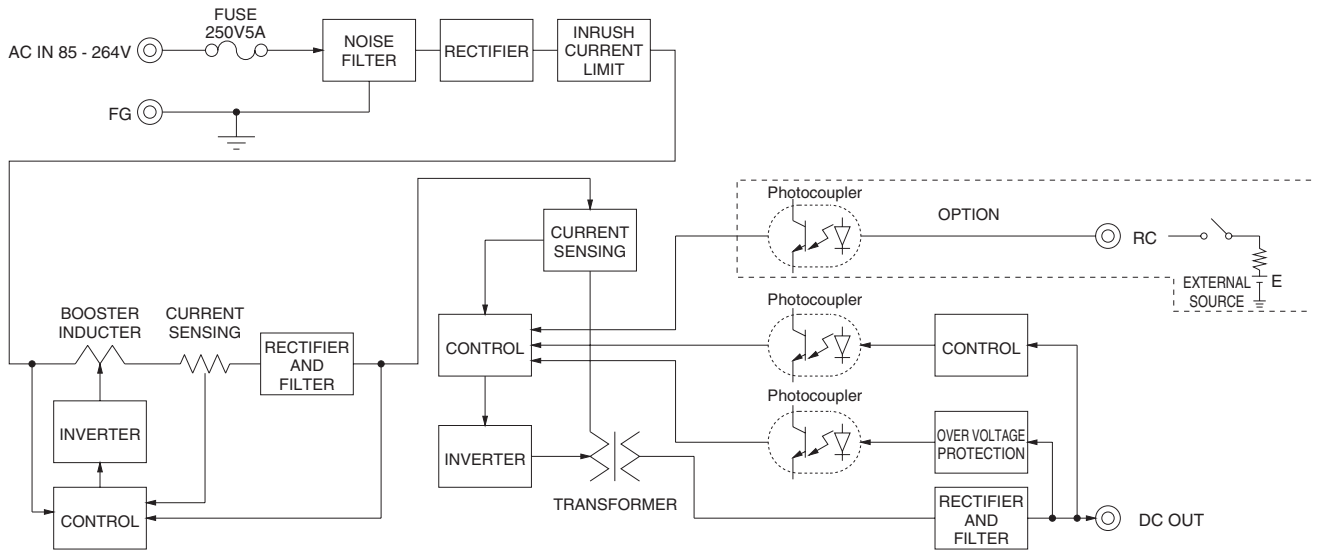 FUSE
250V5A
AC IN 85 - 264V
NOISE
FILTER
RECTIFIER
INRUSH
CURRENT
LIMIT
FG
Photocoupler
OPTION
RC
E
EXTERNAL
SOURCE
CURRENT
SENSING
BOOSTER
INDUCTER
CURRENT
SENSING
RECTIFIER
AND
FILTER
CONTROL
Photocoupler
CONTROL
INVERTER
INVERTER
Photocoupler
OVER VOLTAGE
PROTECTION
TRANSFORMER
CONTROL
RECTIFIER
AND
FILTER
DC OUT